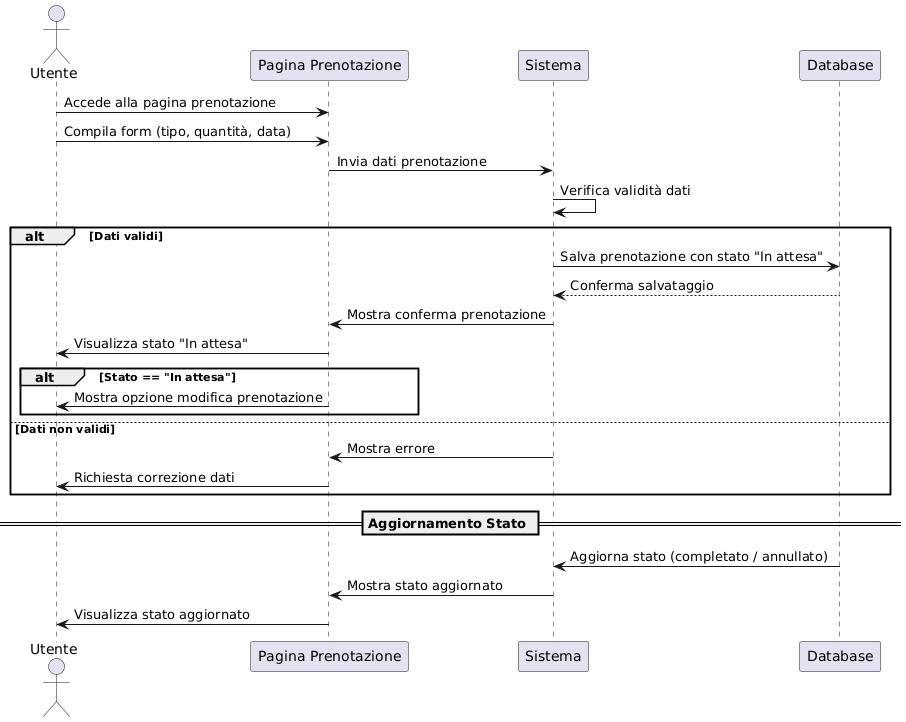 Utente
Pagina Prenotazione
Sistema
Database
Accede alla pagina prenotazione
Compila form (tipo, quantità, data)
Invia dati prenotazione
Verifica validità dati
alt [Dati validi]
Salva prenotazione con stato "In attesa"
Conferma salvataggio
Mostra conferma prenotazione
Visualizza stato "In attesa"
alt [Stato == "In attesa"]
Mostra opzione modifica prenotazione
[Dati non validi]
Mostra errore
Richiesta correzione dati
Aggiornamento Stato
Aggiorna stato (completato / annullato)
Mostra stato aggiornato
Visualizza stato aggiornato
Utente
Pagina Prenotazione
Sistema
Database